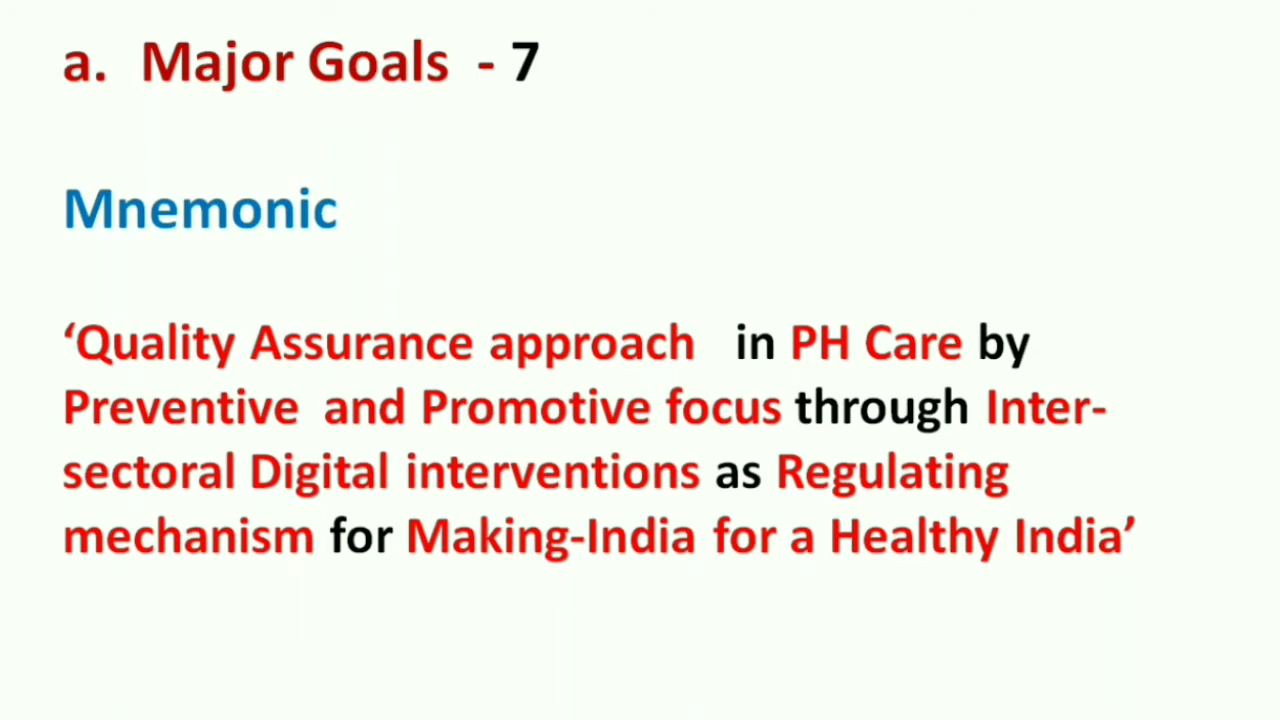 a. Major Goals - 7
Mnemonic
‘Quality Assurance approach in PH Care by
Preventive and Promotive focus through Inter-
sectoral Digital interventions as Regulating
mechanism for Making-India for a Healthy India’